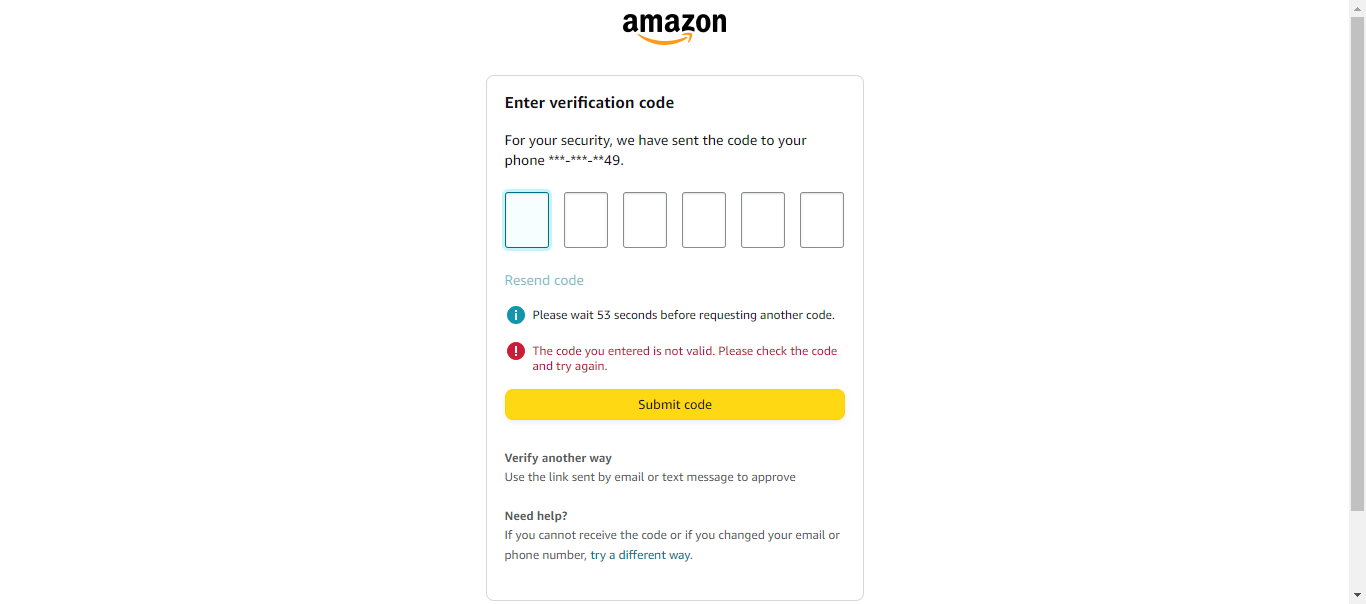 amazon
Enter verification code
For your security, we have sent the code to your
phone ***-***-**49.
Resend code
Please wait 53 seconds before requesting another code.
The code you entered is not valid. Please check the code
and try again.
Submit code
Verify another way
Use the link sent by email or text message to approve
Need help?
If you cannot receive the code or if you changed your email or
phone number, try a different way.